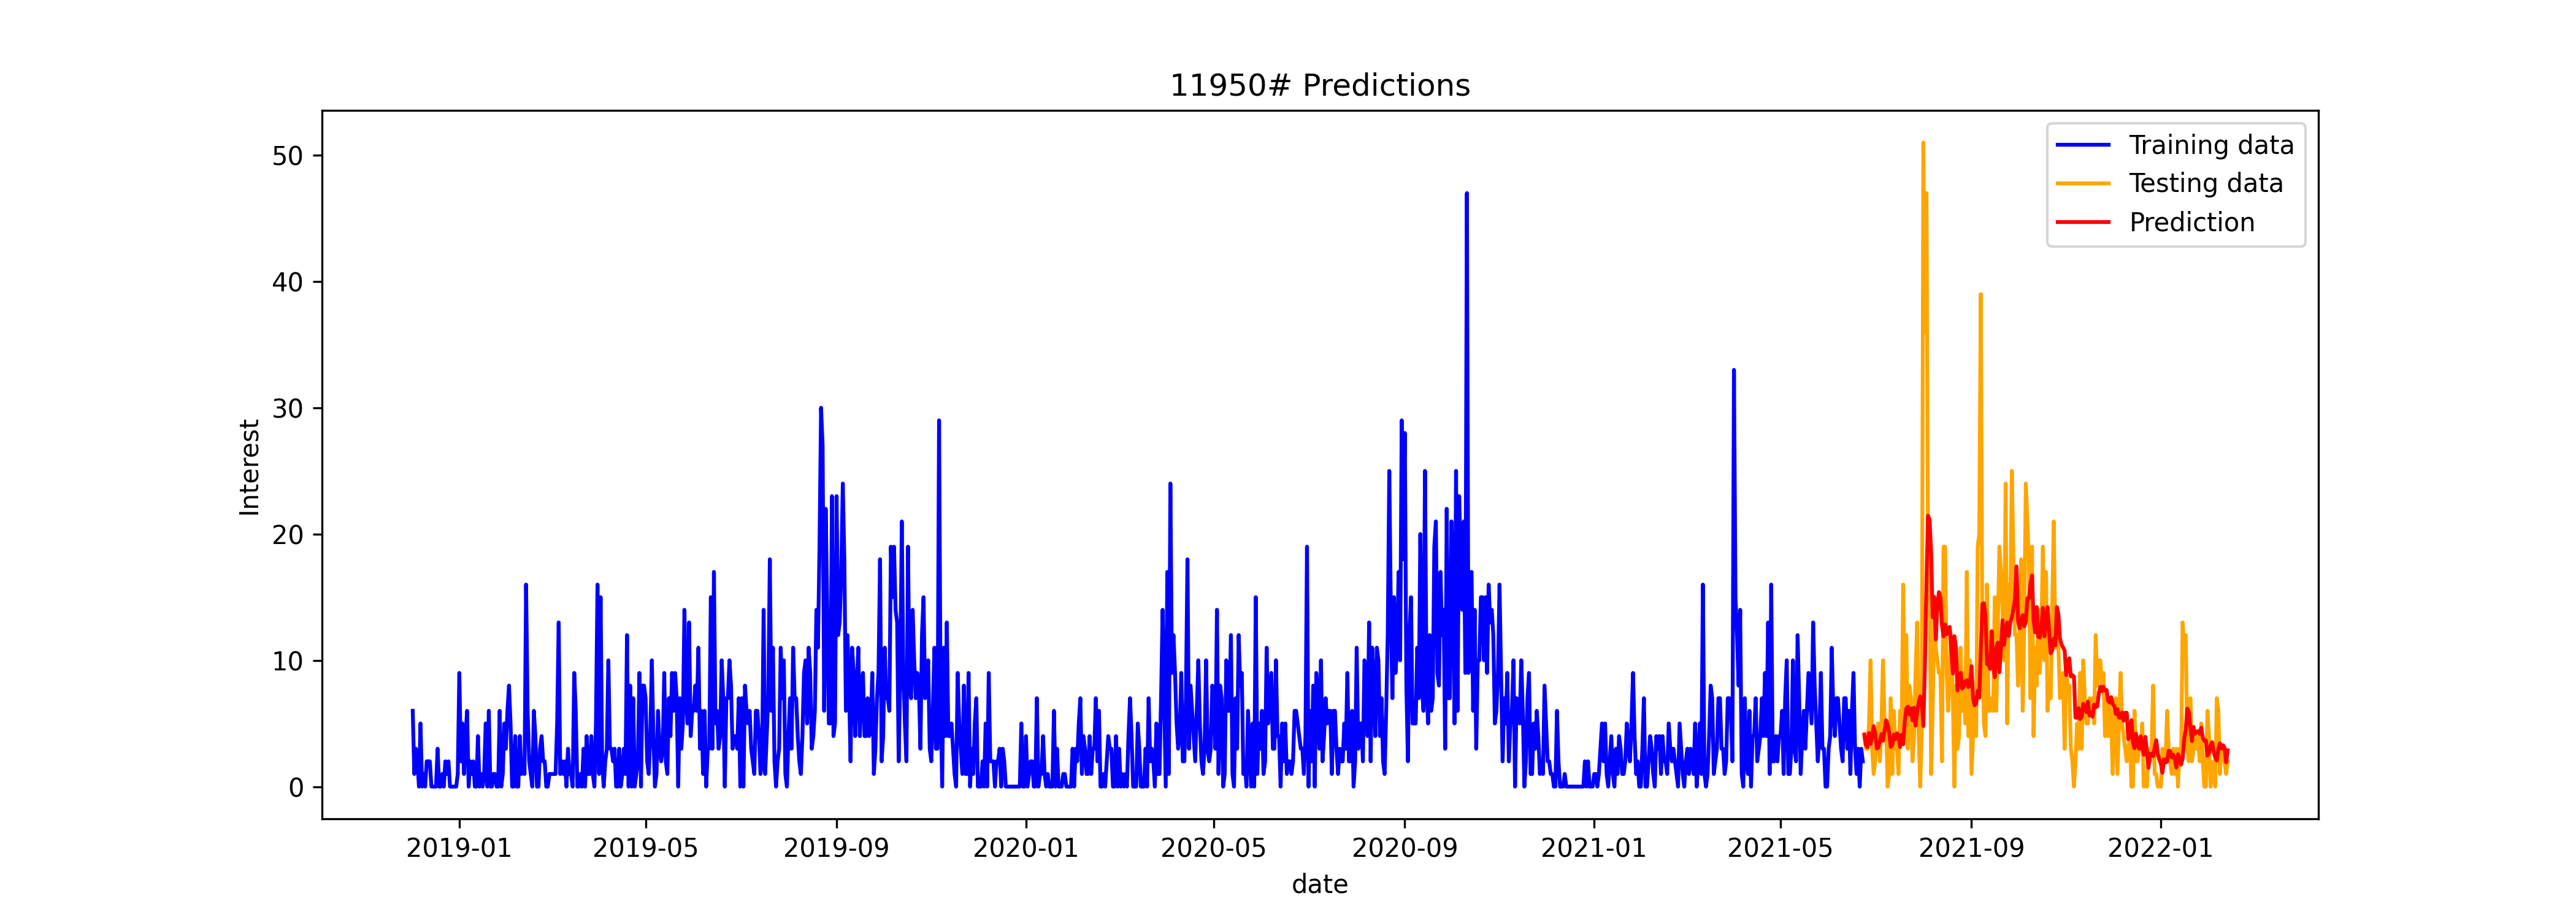 11950# Predictions
50
40
30
20
10
0
Interest
Training data
Testing data
Prediction
2019-01 2019-05 2019-09 2020-01 2020-05 2020-09 2021-01 2021-05 2021-09 2022-01
date